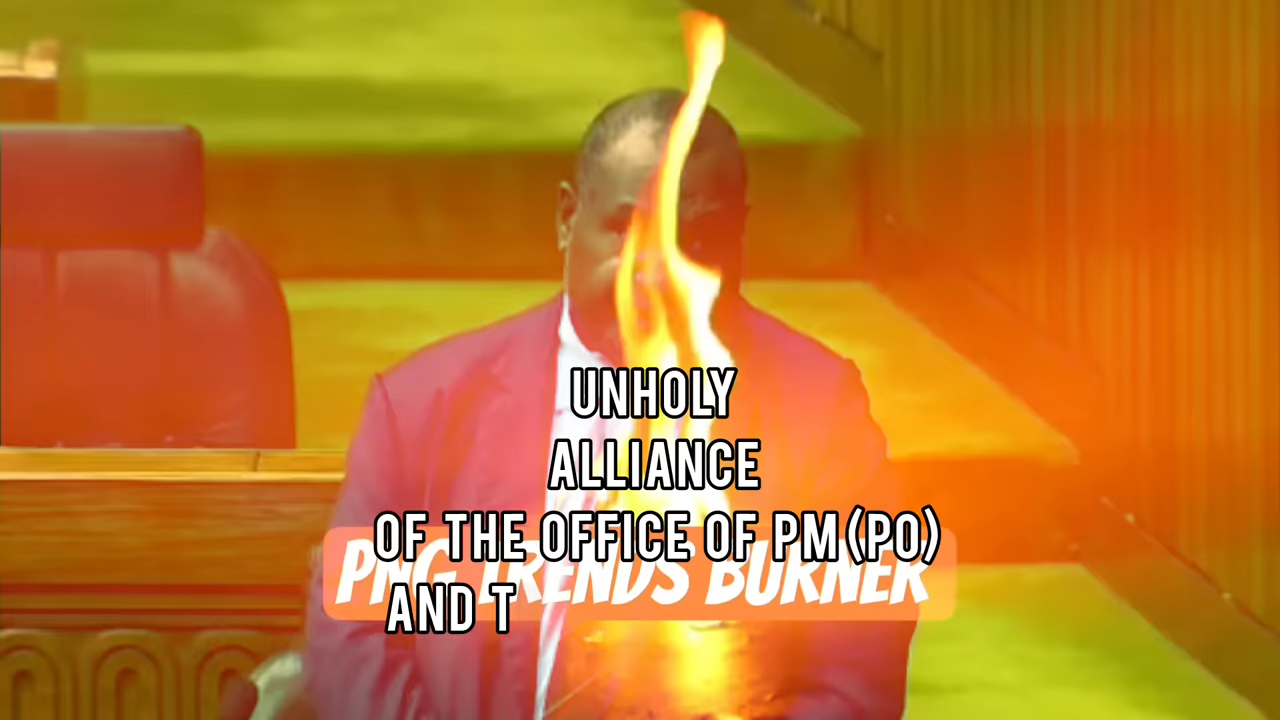 UNHOLY
ALLIANCE
OF THE OFFICE OF PM (PO)
PNG TRENDS BURNER
AND T